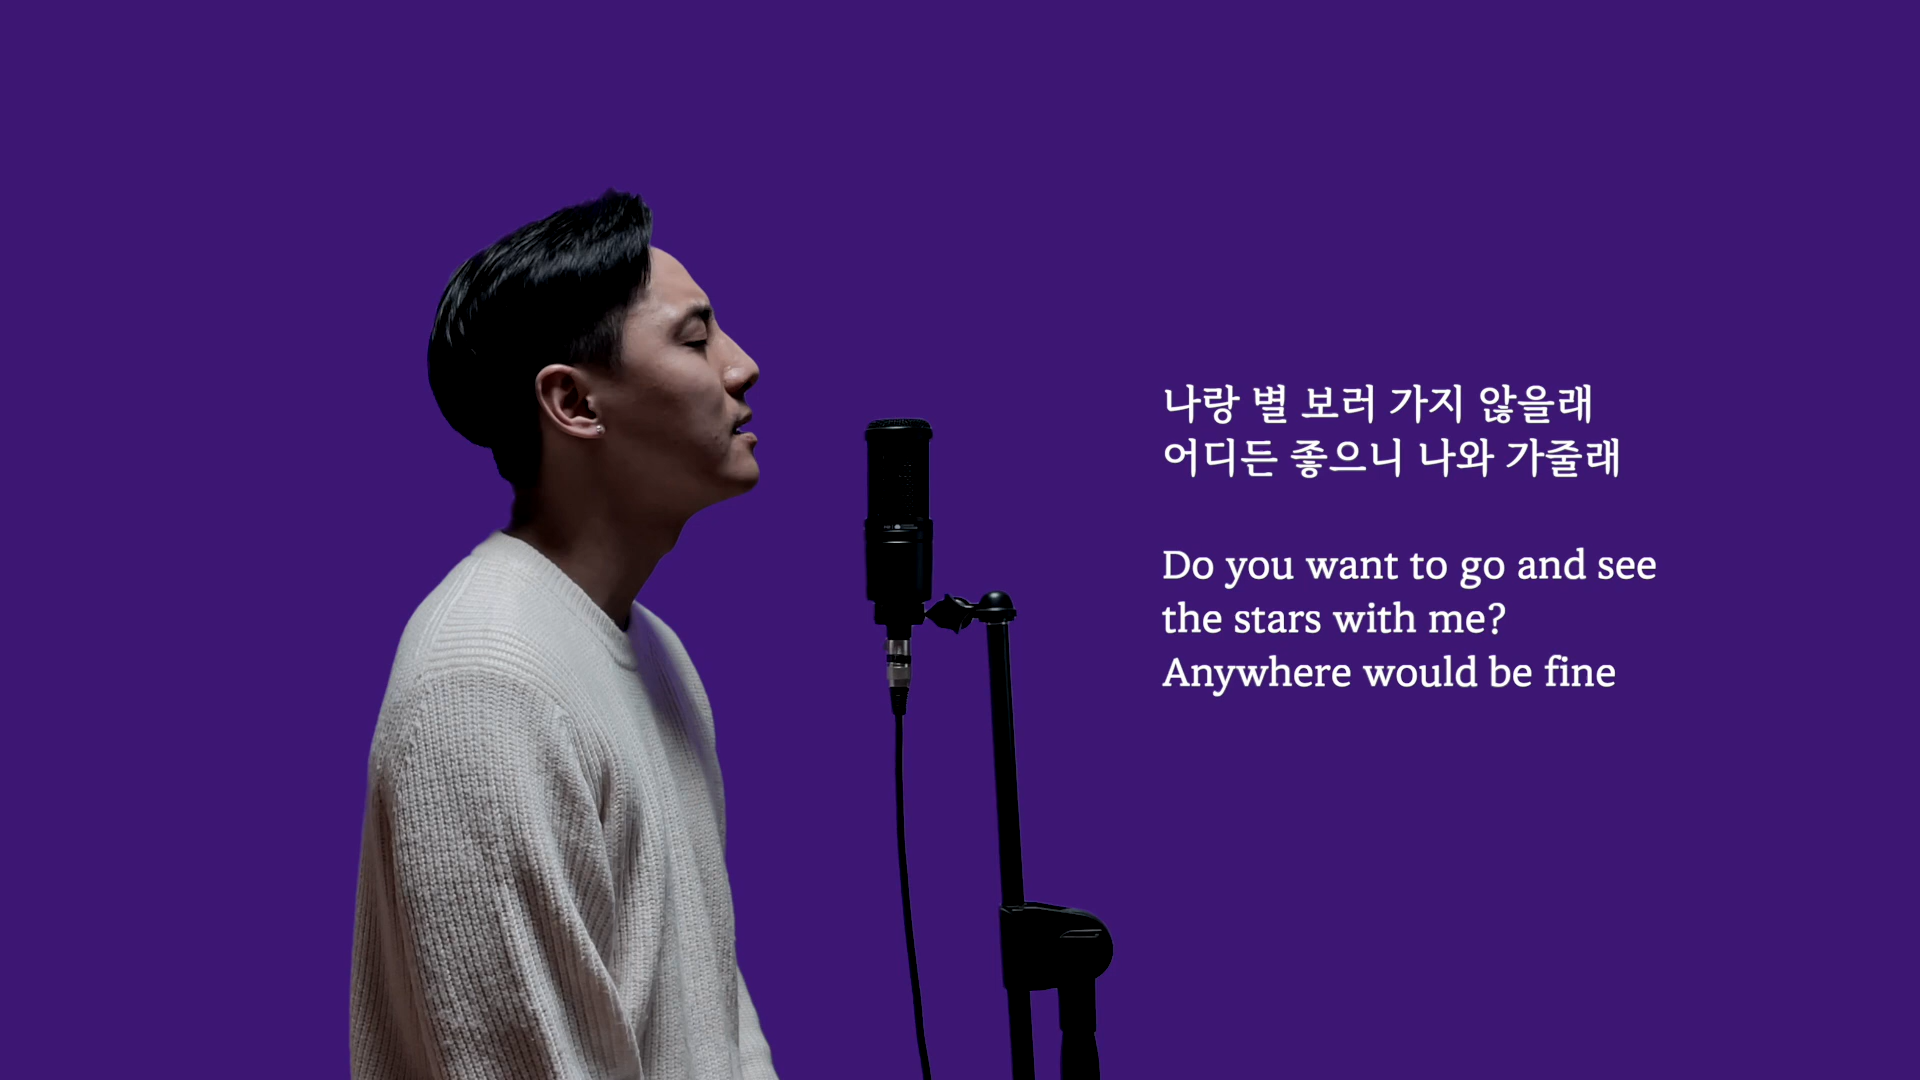 나랑 별 보러 가지 않을래
어디든 좋으니 나와 가줄래
Do you want to go and see
the stars with me?
Anywhere would be fine